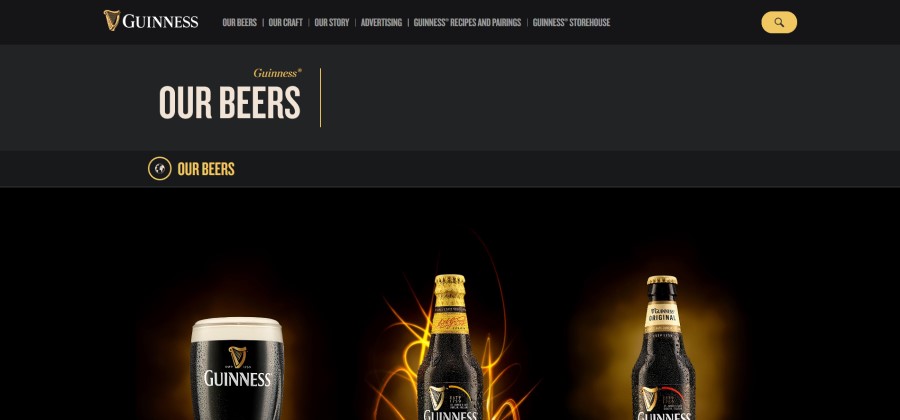 GUINNESS
OUR BEERS | OUR CRAFT | OUR STORY | ADVERTISING | GUINNESS® RECIPES AND PAIRINGS | GUINNESS® STOREHOUSE
Guinness®
OUR BEERS
OUR BEERS
GUINNESS
ORIGINAL
GUINNESS
GUINNESS
GUINNESS